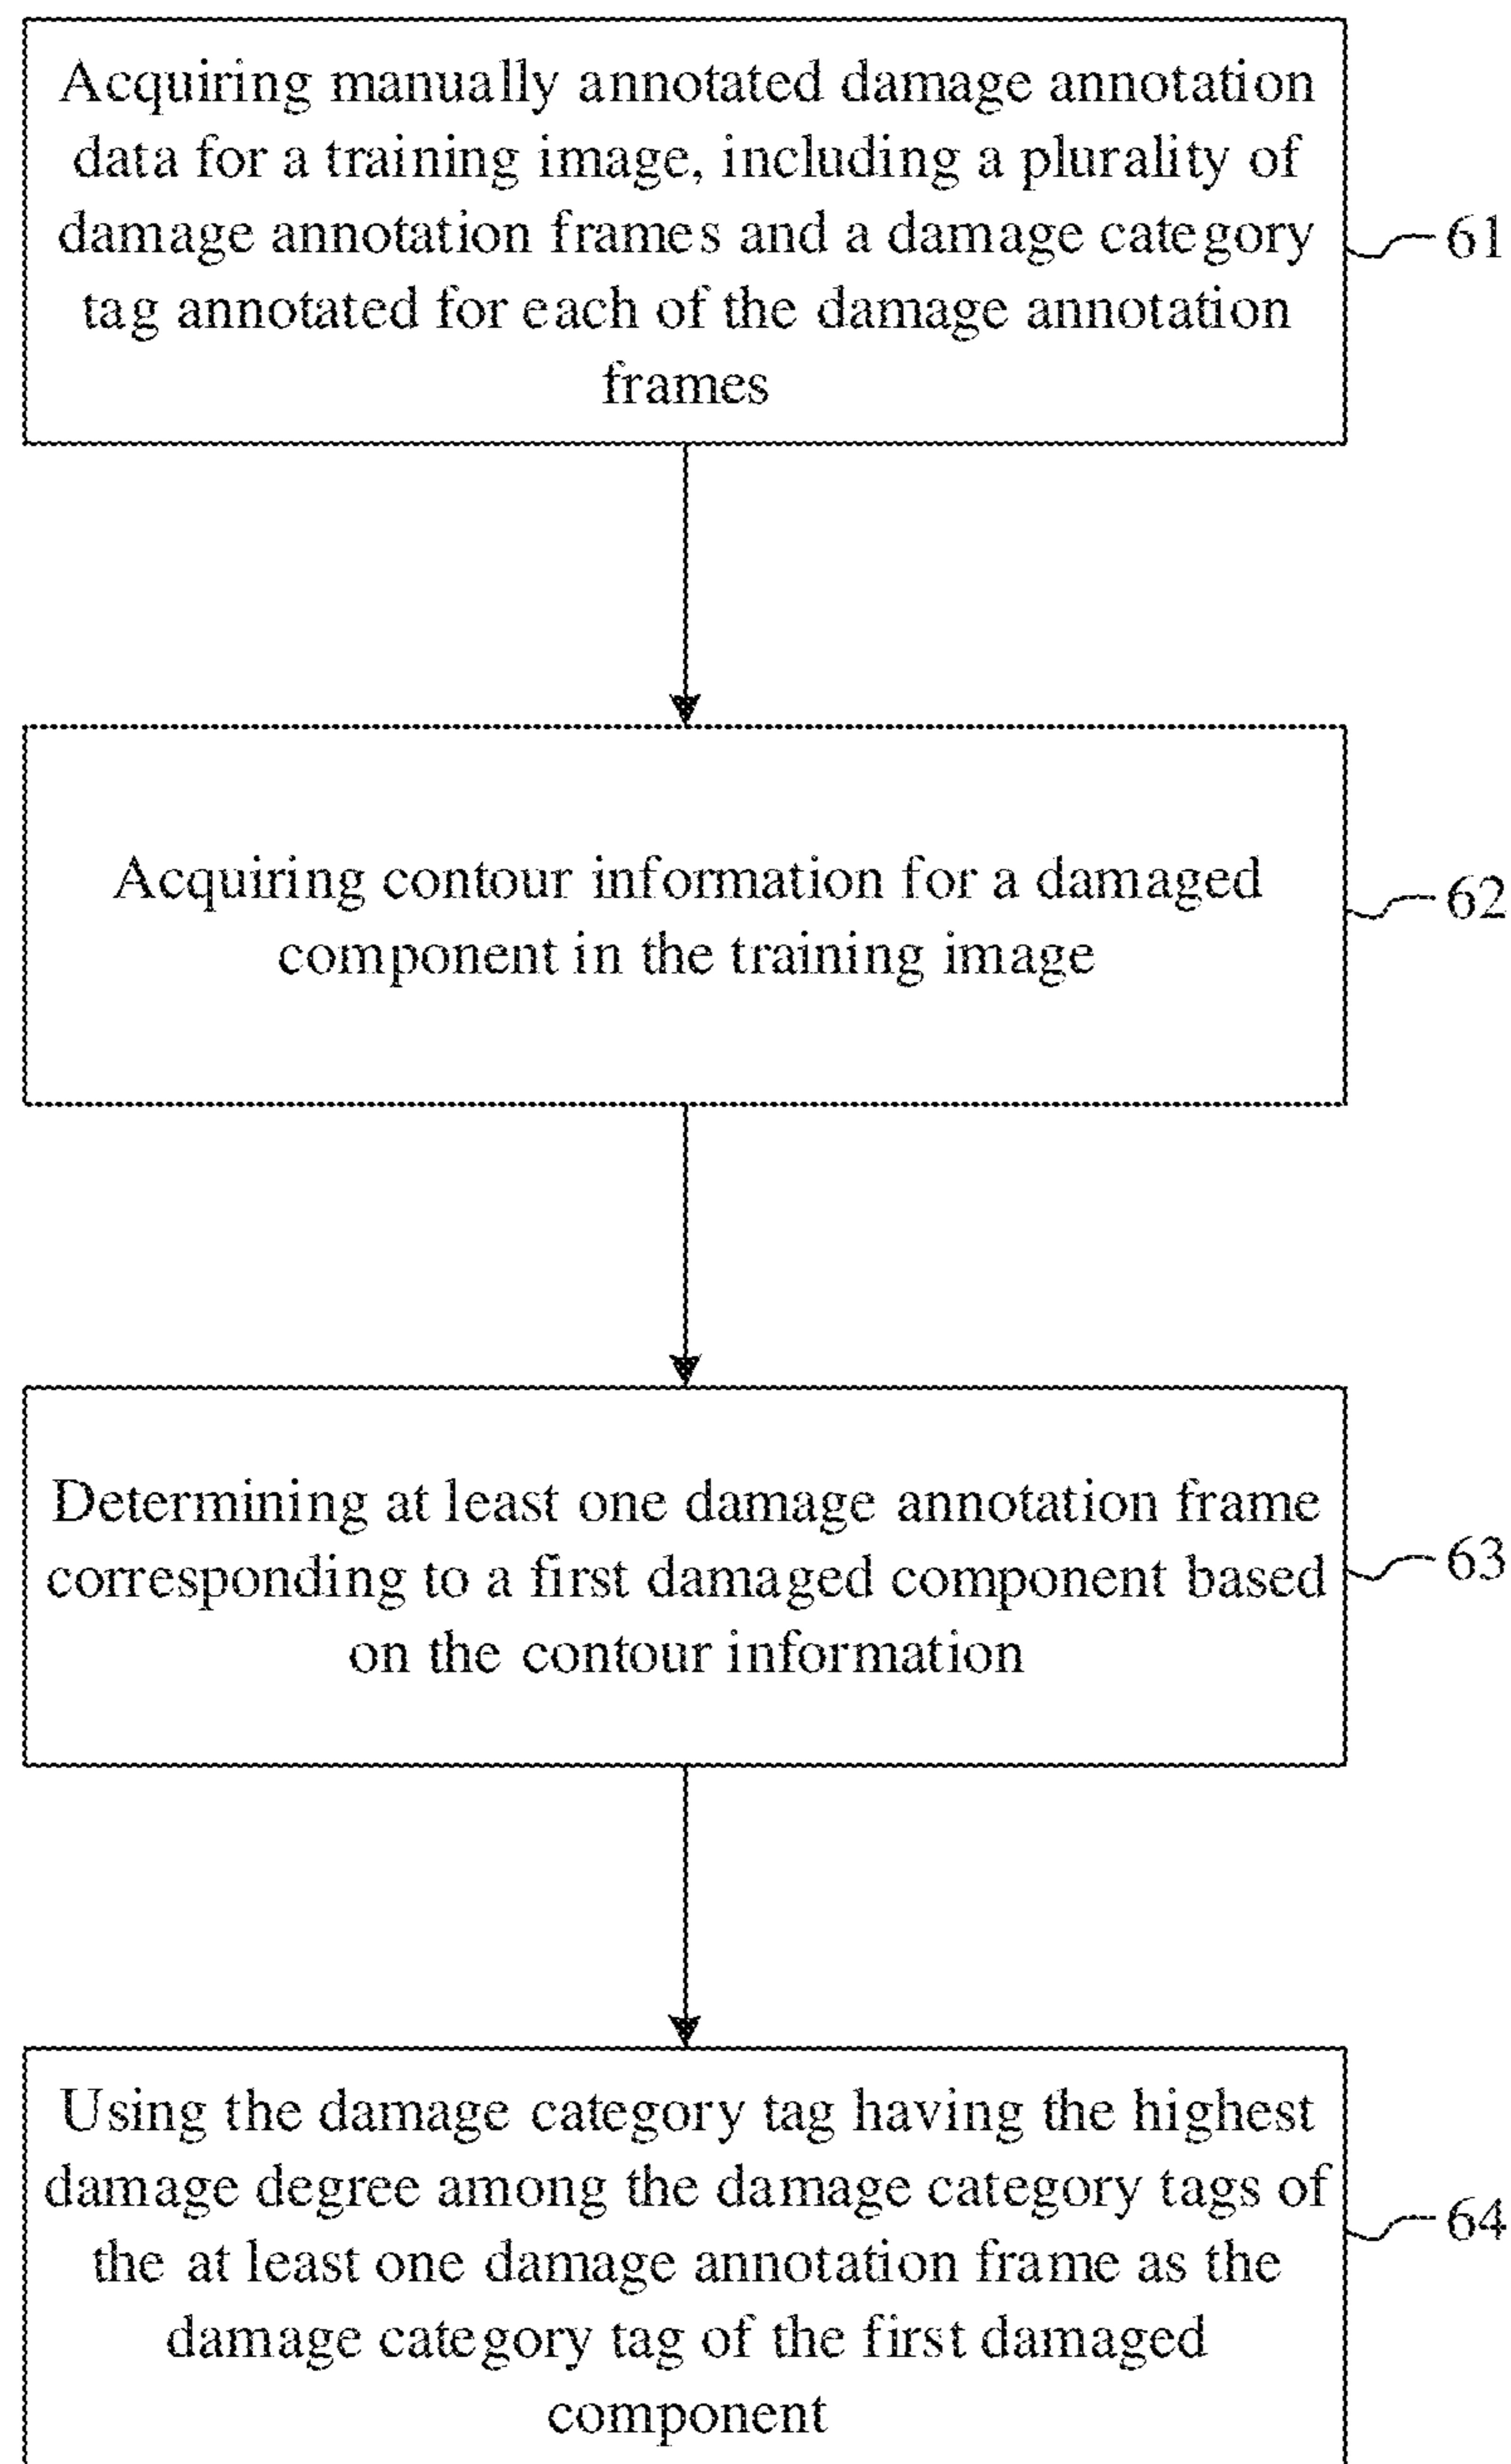 Acquiring manually annotated damage annotation
data for a training image, including a plurality of
damage annotation frames and a damage category
tag annotated for each of the damage annotation
frames
61
Acquiring contour information for a damaged
component in the training image
62
Determining at least one damage annotation frame
corresponding to a first damaged component based
on the contour information
63
Using the damage category tag having the highest
damage degree among the damage category tags of
the at least one damage annotation frame as the
damage category tag of the first damaged
component
64